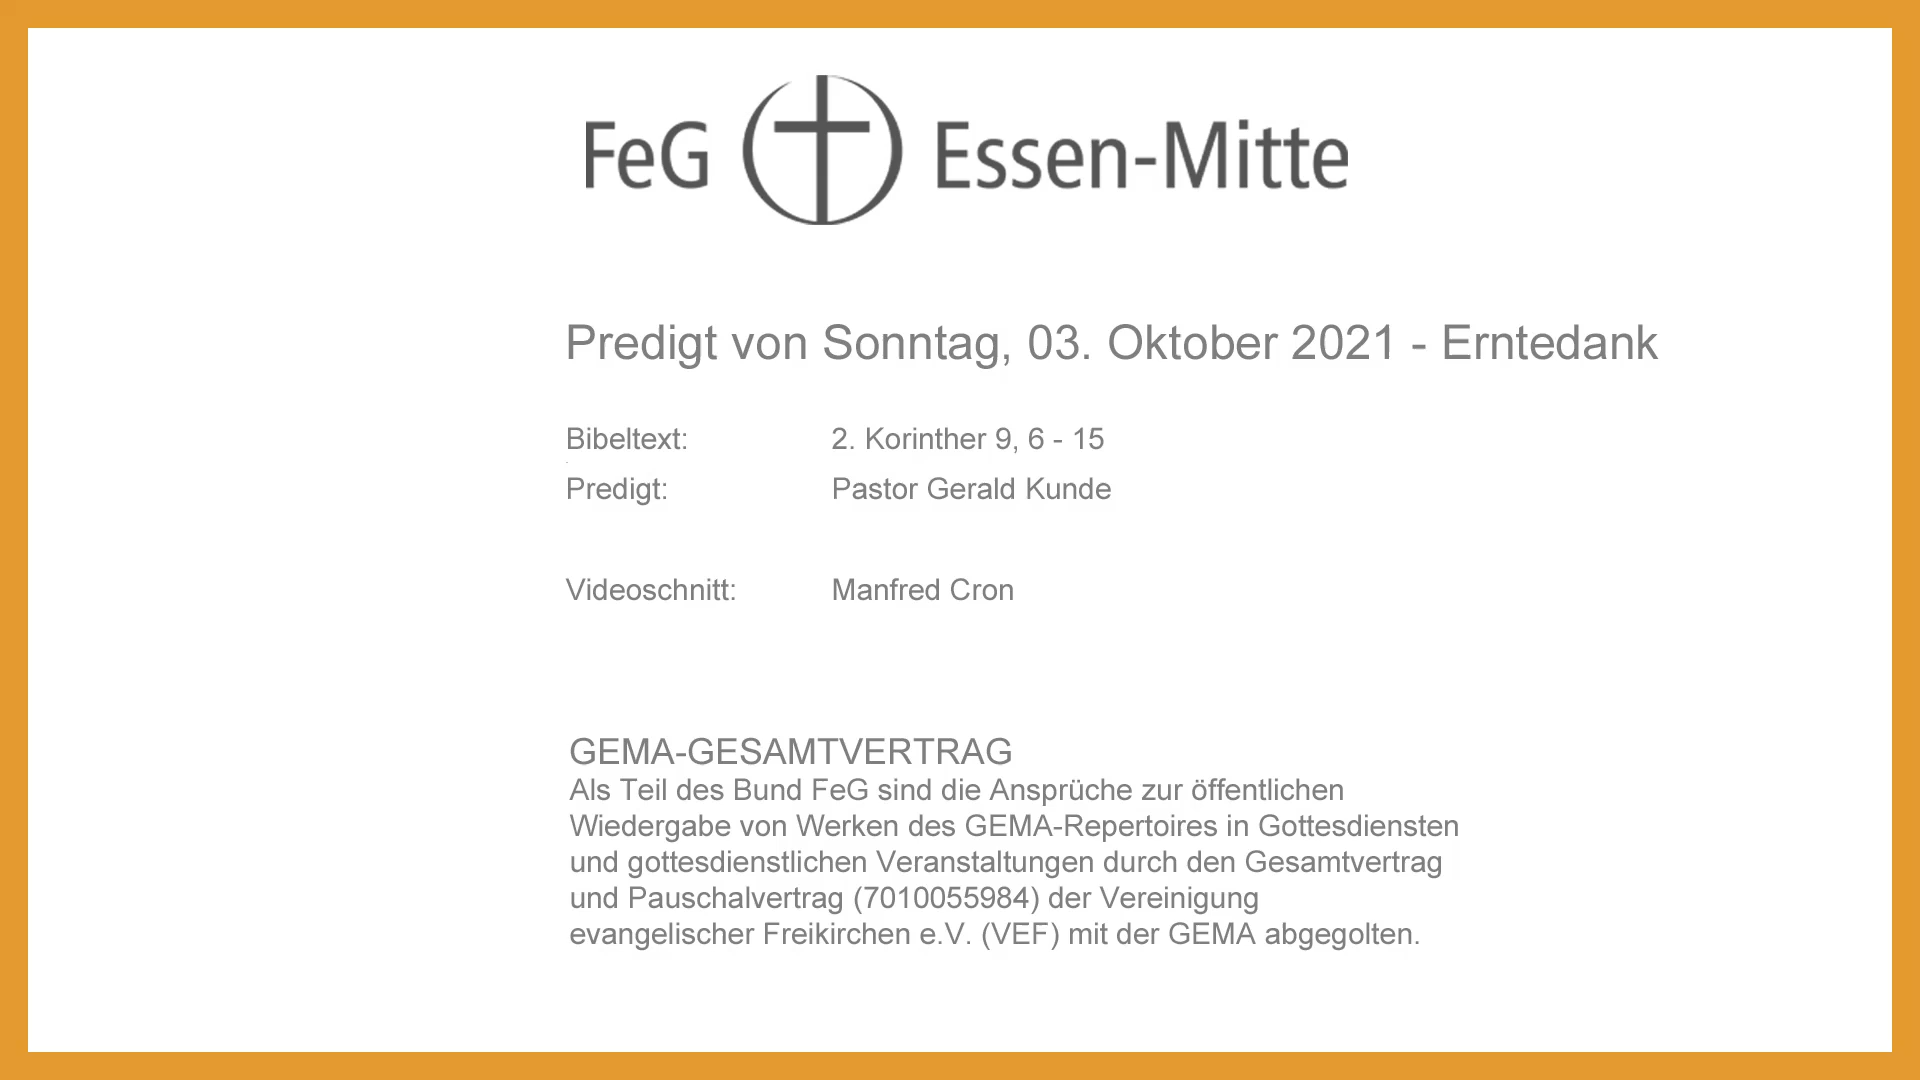 FeG Essen-Mitte
Predigt von Sonntag, 03. Oktober 2021 - Erntedank
Bibeltext: 2. Korinther 9, 6 - 15
Predigt: Pastor Gerald Kunde
Videoschnitt: Manfred Cron
GEMA-GESAMTVERTRAG
Als Teil des Bund FeG sind die Ansprüche zur öffentlichen
Wiedergabe von Werken des GEMA-Repertoires in Gottesdiensten
und gottesdienstlichen Veranstaltungen durch den Gesamtvertrag
und Pauschalvertrag (7010055984) der Vereinigung
evangelischer Freikirchen e.V. (VEF) mit der GEMA abgegolten.